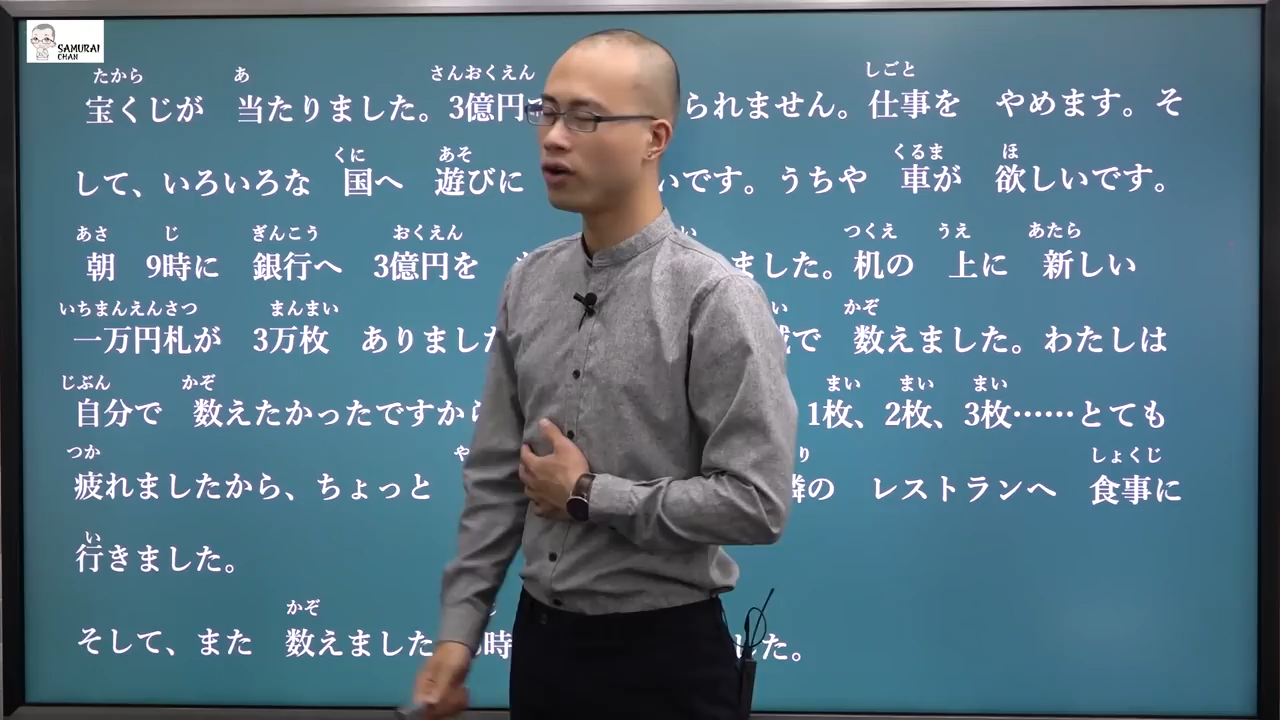 SAMURAI
CHAN
たから あ さんおくえん しごと
宝くじが 当たりました。3億円 られません。仕事を やめます。そ
くに あそ くるま ほ
して、いろいろな 国へ 遊びに いです。うちや 車が 欲しいです。
あさ じ ぎんこう おくえん い つくえ うえ あたら
朝 9時に 銀行へ 3億円を ました。机の 上に 新しい
いちまんえんさつ まんまい い かぞ
一万円札が 3万枚 ありました で 数えました。わたしは
じぶん かぞ まい まい まい
自分で 数えたかったですから 1枚、2枚、3枚……とても
つか や り しょくじ
疲れましたから、ちょっと 隣の レストランへ 食事に
い
行きました。
かぞ
そして、また 数えました 時 した。